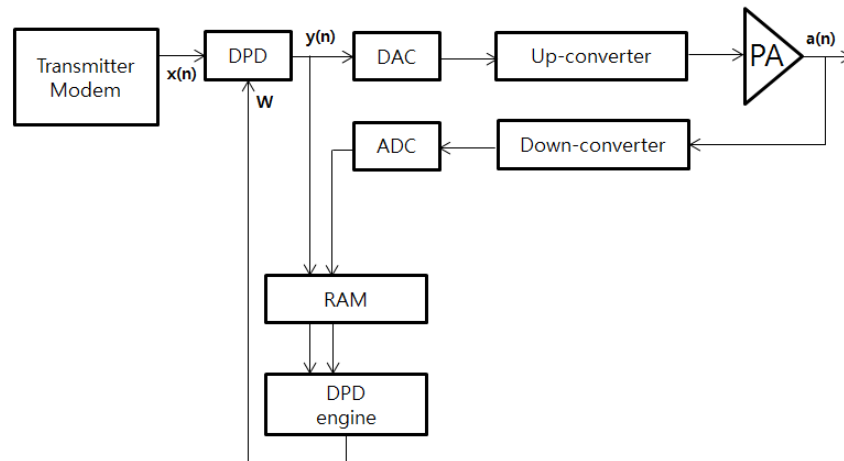 Transmitter
Modem
x(n)
DPD
W
y(n)
DAC
Up-converter
PA
a(n)
ADC
Down-converter
RAM
DPD
engine